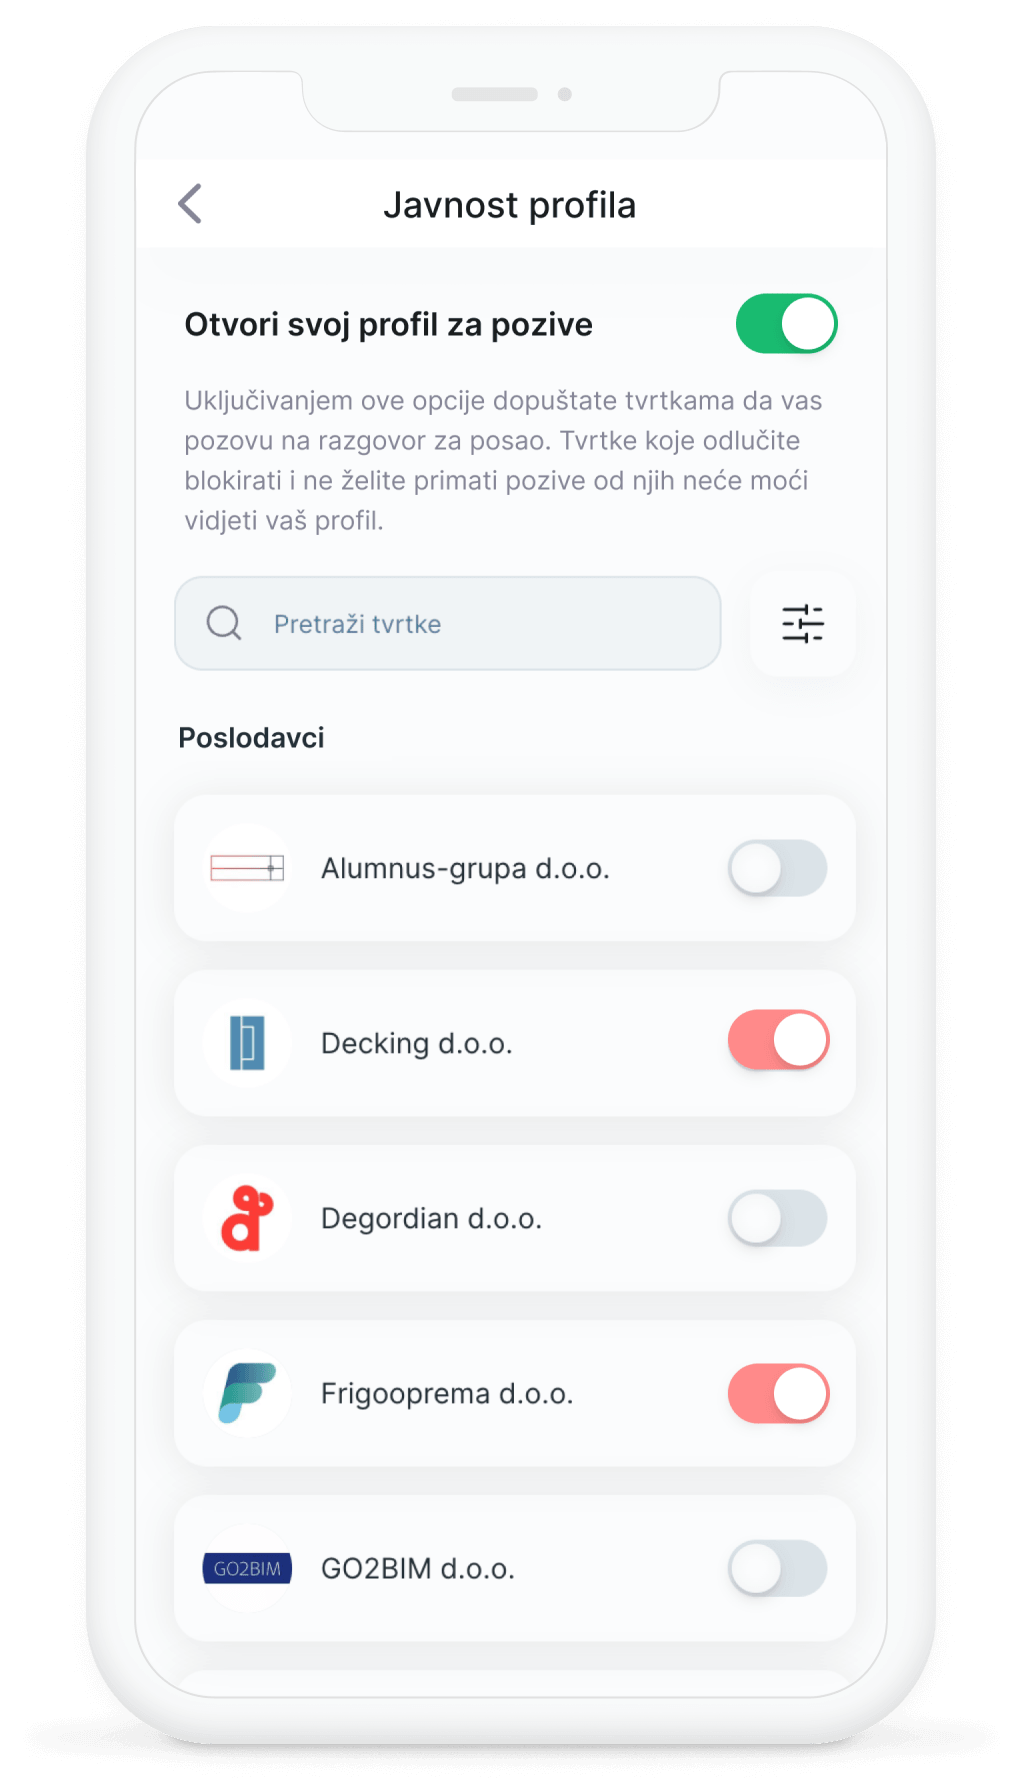 Javnost profila
Otvori svoj profil za pozive
Uključivanjem ove opcije dopuštate tvrtkama da vas
pozovu na razgovor za posao. Tvrtke koje odlučite
blokirati i ne želite primati pozive od njih neće moći
vidjeti vaš profil.
Pretraži tvrtke
Poslodavci
Alumnus-grupa d.o.o.
Decking d.o.o.
Degordian d.o.o.
Frigooprema d.o.o.
GO2BIM
GO2BIM d.o.o.